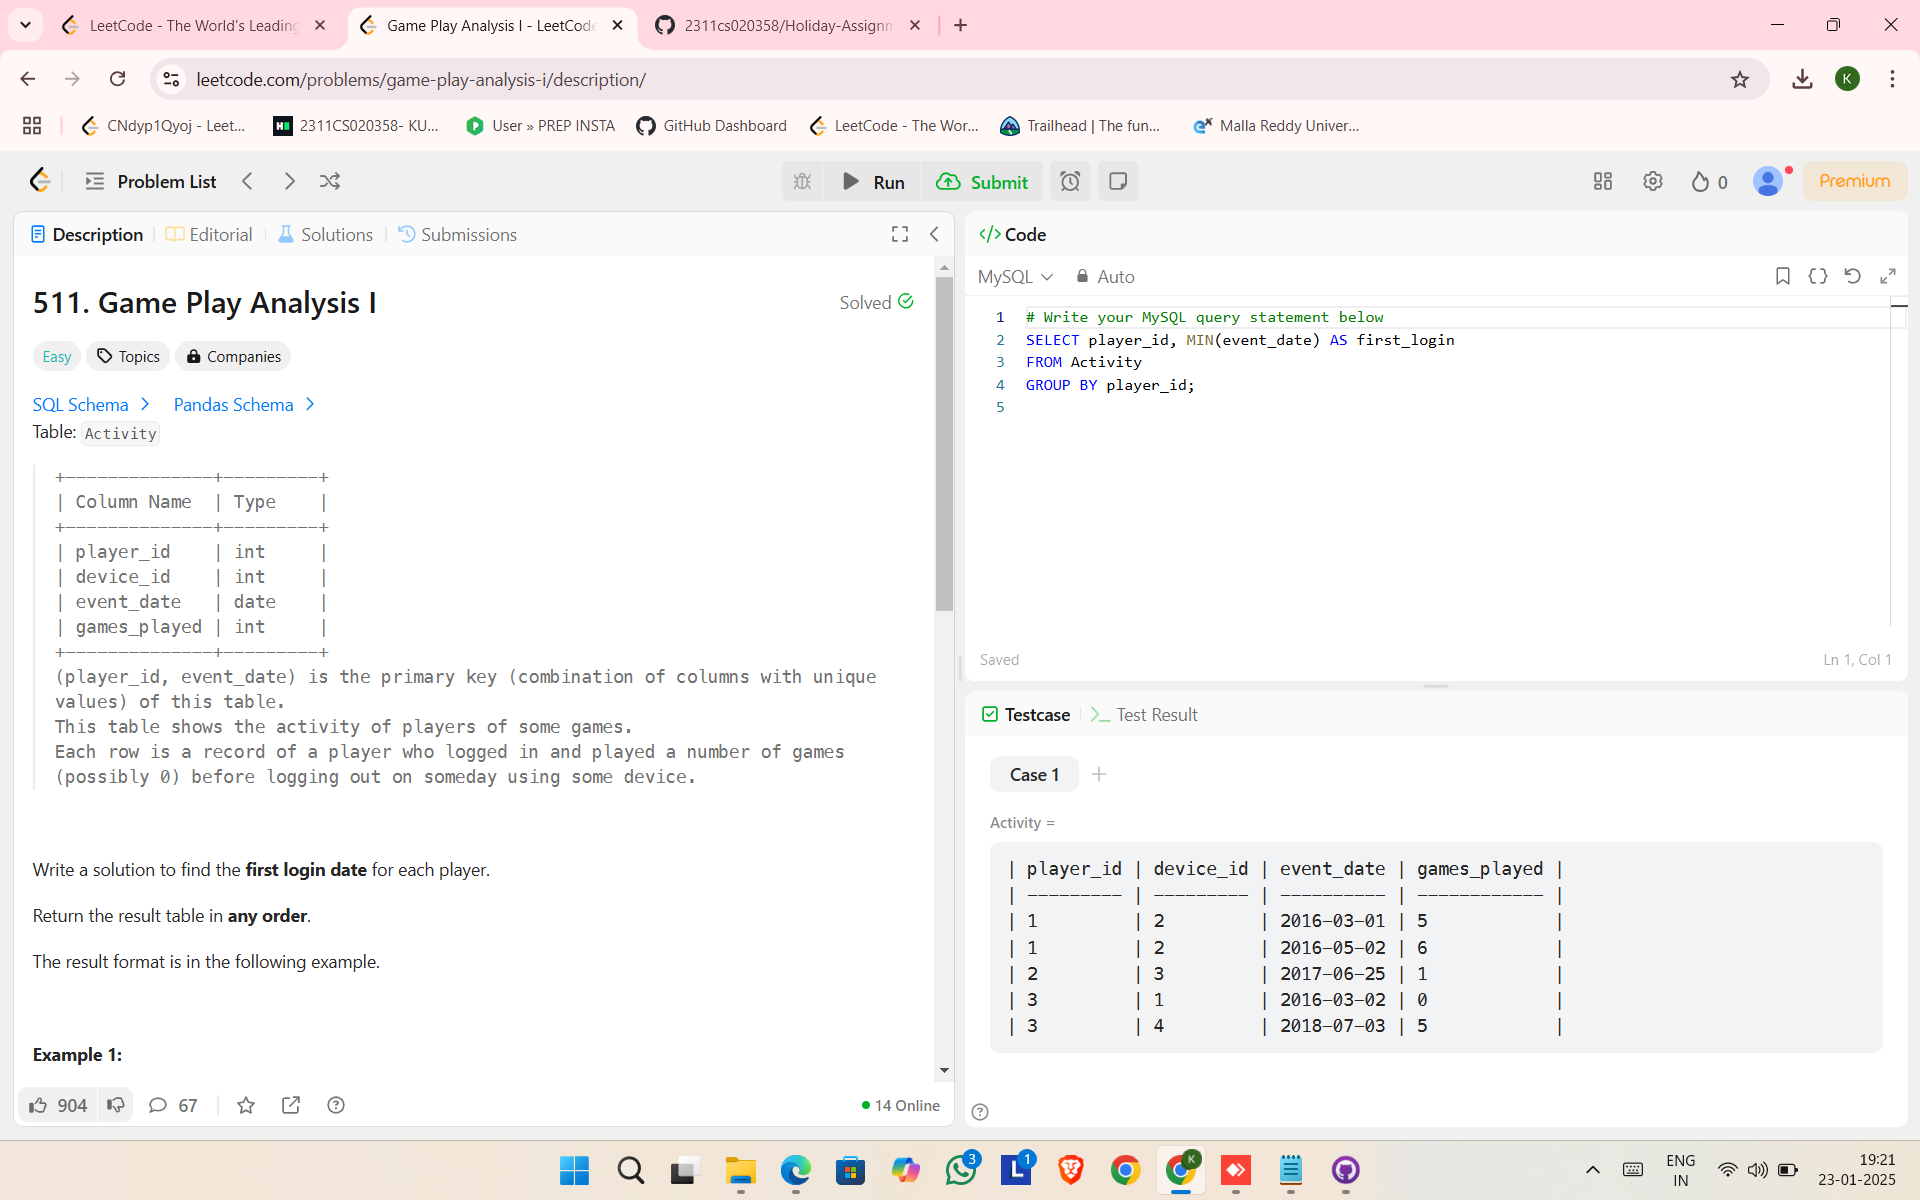 LeetCode - The World's Leading
Game Play Analysis I - LeetCode
2311cs020358/Holiday-Assignm
leetcode.com/problems/game-play-analysis-i/description/
K
CNdyp1Qyoj - Leet...
2311CS020358- KU...
User » PREP INSTA
GitHub Dashboard
LeetCode - The Wor...
Trailhead | The fun...
Malla Reddy Univer...
Problem List
Run
Submit
0
Premium
Description
Editorial
Solutions
Submissions
511. Game Play Analysis I
Solved
Easy
Topics
Companies
SQL Schema
Pandas Schema
Table: Activity
+--------------+---------+
| Column Name  | Type    |
+--------------+---------+
| player_id    | int     |
| device_id    | int     |
| event_date   | date    |
| games_played | int     |
+--------------+---------+
(player_id, event_date) is the primary key (combination of columns with unique
values) of this table.
This table shows the activity of players of some games.
Each row is a record of a player who logged in and played a number of games
(possibly 0) before logging out on someday using some device.
Write a solution to find the first login date for each player.
Return the result table in any order.
The result format is in the following example.
Example 1:
904
67
14 Online
</> Code
MySQL
Auto
1 # Write your MySQL query statement below
2 SELECT player_id, MIN(event_date) AS first_login
3 FROM Activity
4 GROUP BY player_id;
5
Saved
Ln 1, Col 1
Testcase
Test Result
Case 1
Activity =
| player_id | device_id | event_date | games_played |
| --------- | --------- | ---------- | ------------ |
| 1         | 2         | 2016-03-01 | 5            |
| 1         | 2         | 2016-05-02 | 6            |
| 2         | 3         | 2017-06-25 | 1            |
| 3         | 1         | 2016-03-02 | 0            |
| 3         | 4         | 2018-07-03 | 5            |
3
L
1
K
ENG
IN
19:21
23-01-2025